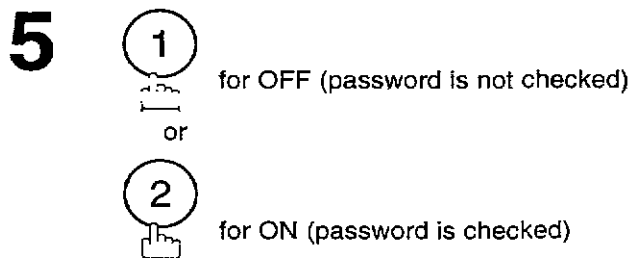 5
1
for OFF (password is not checked)
or
2
for ON (password is checked)